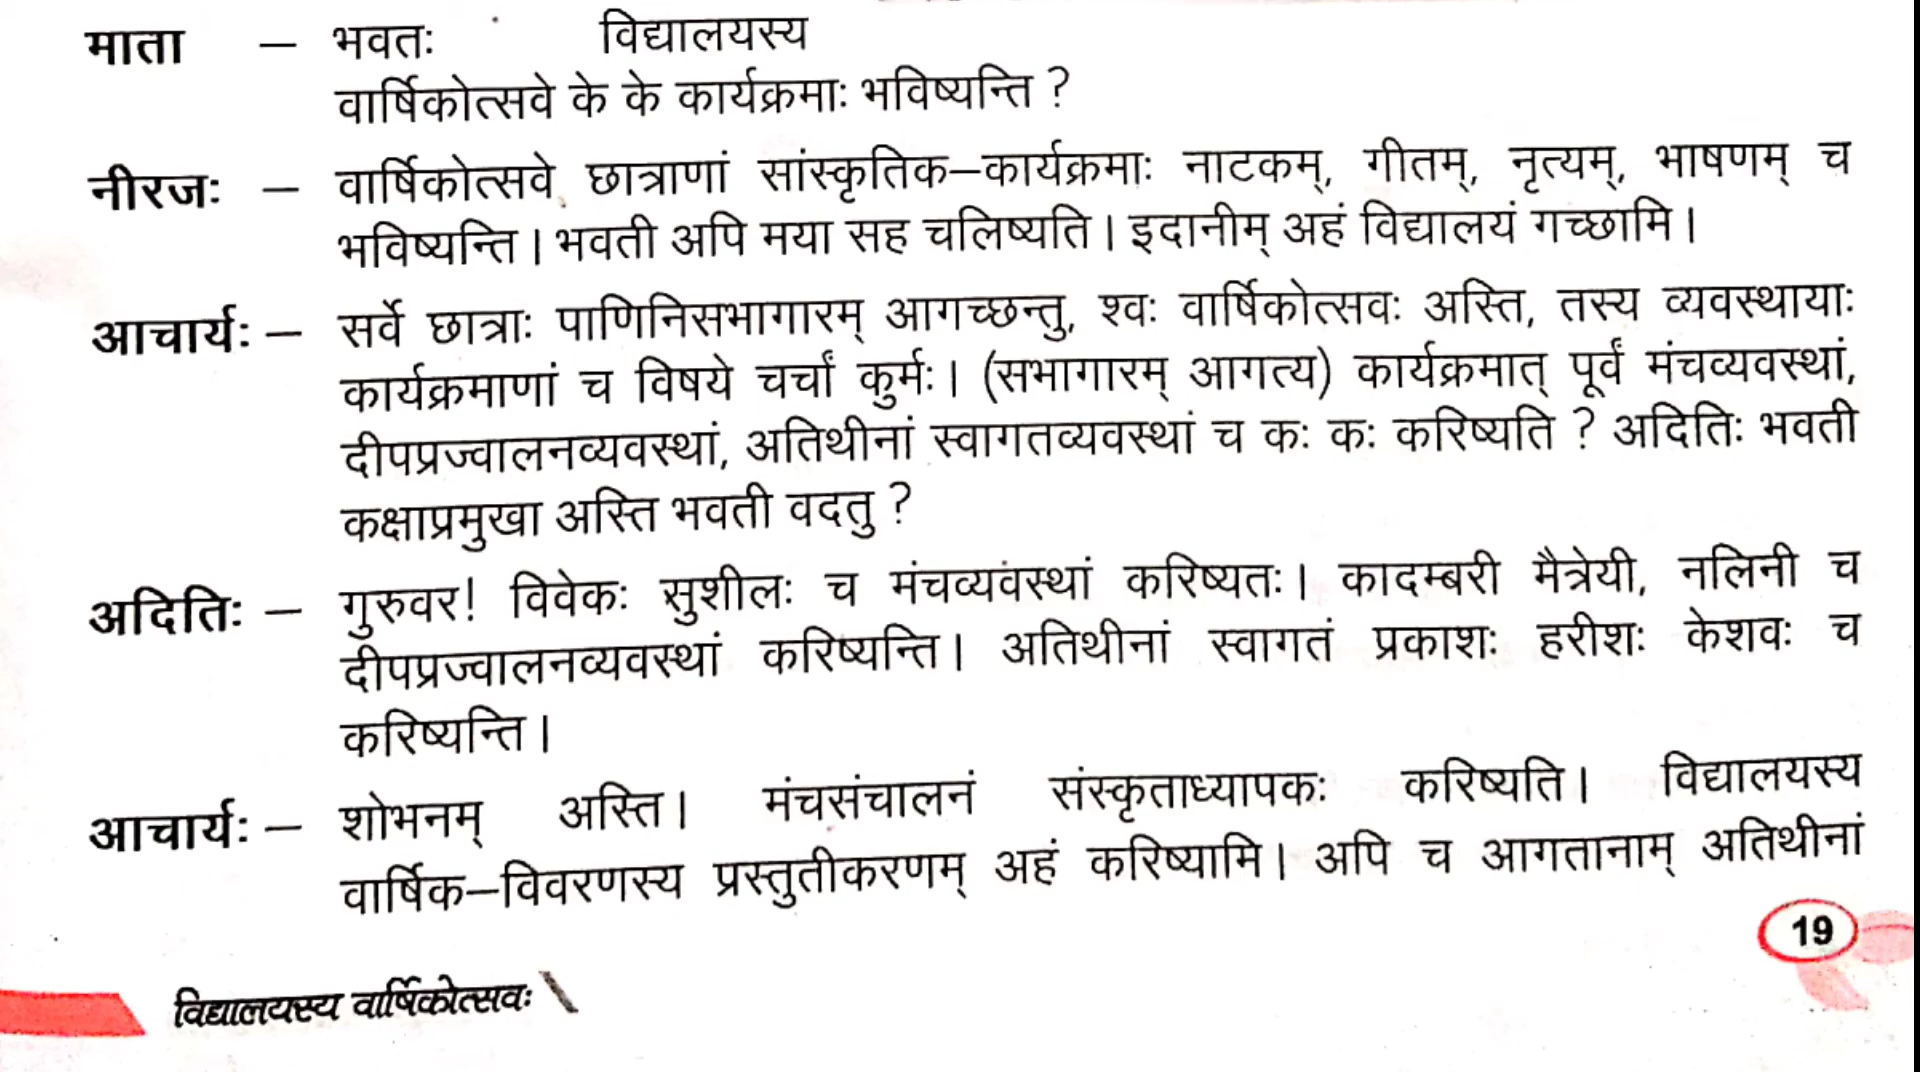 माता – भवतः विद्यालयस्य
वार्षिकोत्सवे के के कार्यक्रमाः भविष्यन्ति ?
नीरजः – वार्षिकोत्सवे छात्राणां सांस्कृतिक–कार्यक्रमाः नाटकम्, गीतम्, नृत्यम्, भाषणम् च
भविष्यन्ति। भवती अपि मया सह चलिष्यति। इदानीम् अहं विद्यालयं गच्छामि।
आचार्यः – सर्वे छात्राः पाणिनिसभागारम् आगच्छन्तु, श्वः वार्षिकोत्सवः अस्ति, तस्य व्यवस्थायाः
कार्यक्रमाणां च विषये चर्चां कुर्मः। (सभागारम् आगत्य) कार्यक्रमात् पूर्वं मंचव्यवस्थां,
दीपप्रज्वालनव्यवस्थां, अतिथीनां स्वागतव्यवस्थां च कः कः करिष्यति ? अदितिः भवती
कक्षाप्रमुखा अस्ति भवती वदतु ?
अदितिः – गुरुवर! विवेकः सुशीलः च मंचव्यवंस्थां करिष्यतः। कादम्बरी मैत्रेयी, नलिनी च
दीपप्रज्वालनव्यवस्थां करिष्यन्ति। अतिथीनां स्वागतं प्रकाशः हरीशः केशवः च
करिष्यन्ति।
आचार्यः – शोभनम् अस्ति। मंचसंचालनं संस्कृताध्यापकः करिष्यति। विद्यालयस्य
वार्षिक–विवरणस्य प्रस्तुतीकरणम् अहं करिष्यामि। अपि च आगतानाम् अतिथीनां
19
विद्यालयस्य वार्षिकोत्सवः